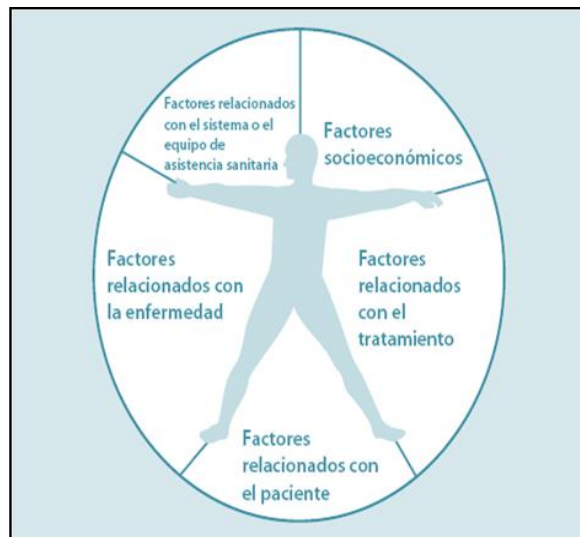 Factores relacionados
con el sistema o el
equipo de
asistencia sanitaria
Factores
socioeconómicos
Factores
relacionados con
la enfermedad
Factores
relacionados
con el
tratamiento
Factores
relacionados con
el paciente